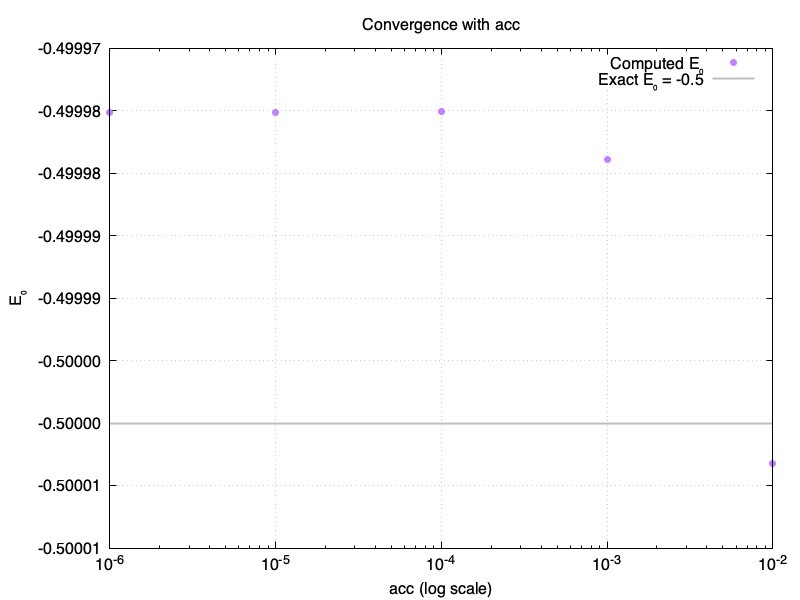 Convergence with acc
-0.49997
-0.49998
-0.49998
-0.49999
-0.49999
-0.50000
-0.50000
-0.50001
-0.50001
E₀
Computed E₀
Exact E₀ = -0.5
10⁻⁶
10⁻⁵
10⁻⁴
10⁻³
10⁻²
acc (log scale)